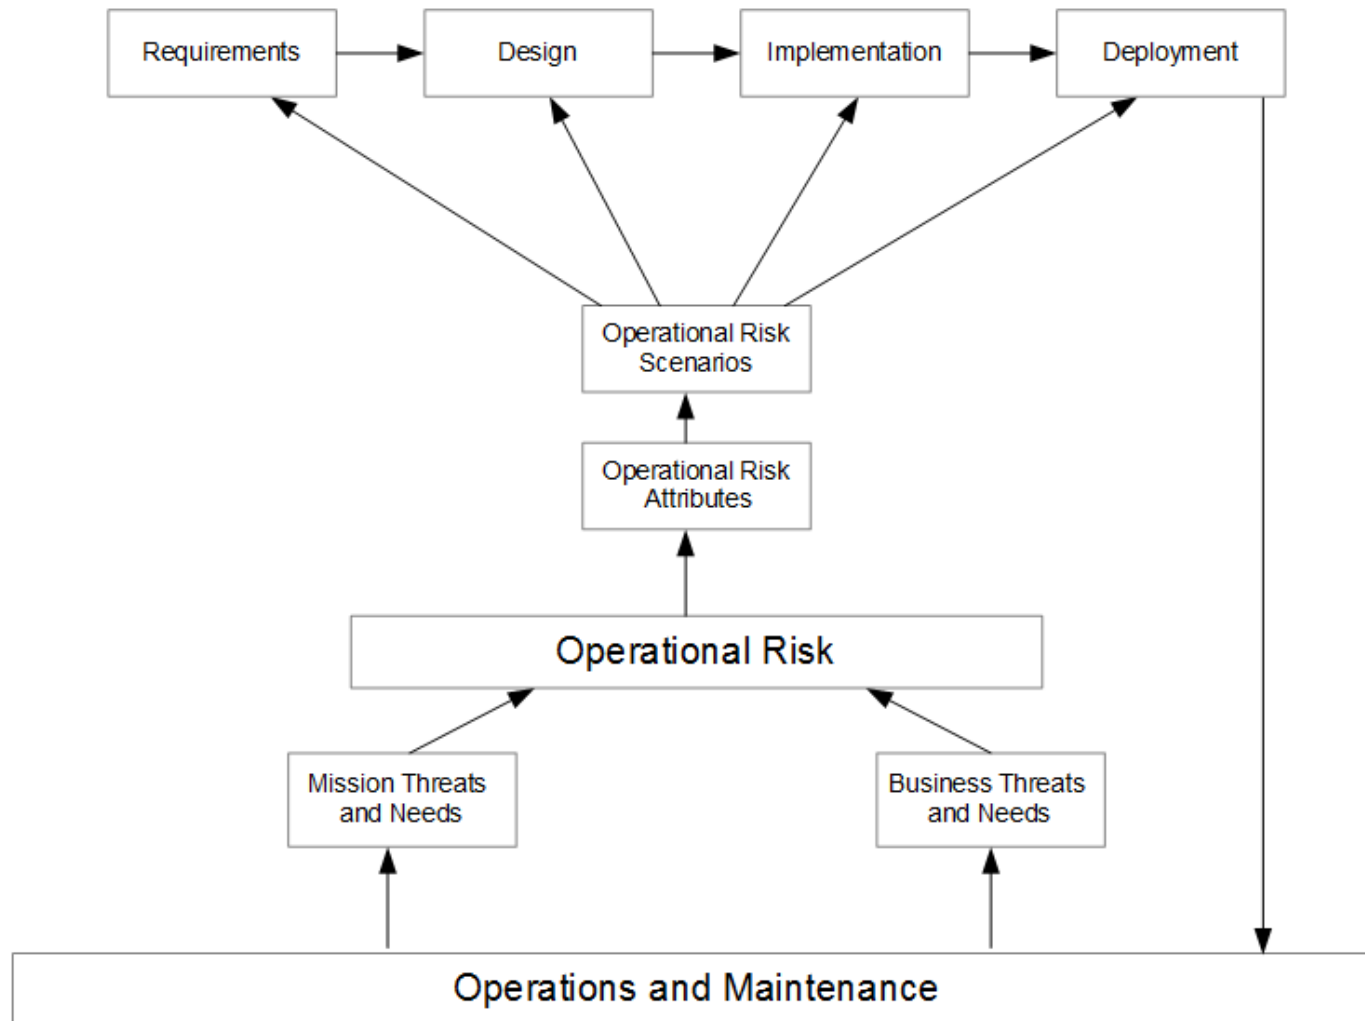 Requirements
Design
Implementation
Deployment
Operational Risk
Scenarios
Operational Risk
Attributes
Operational Risk
Mission Threats
and Needs
Business Threats
and Needs
Operations and Maintenance